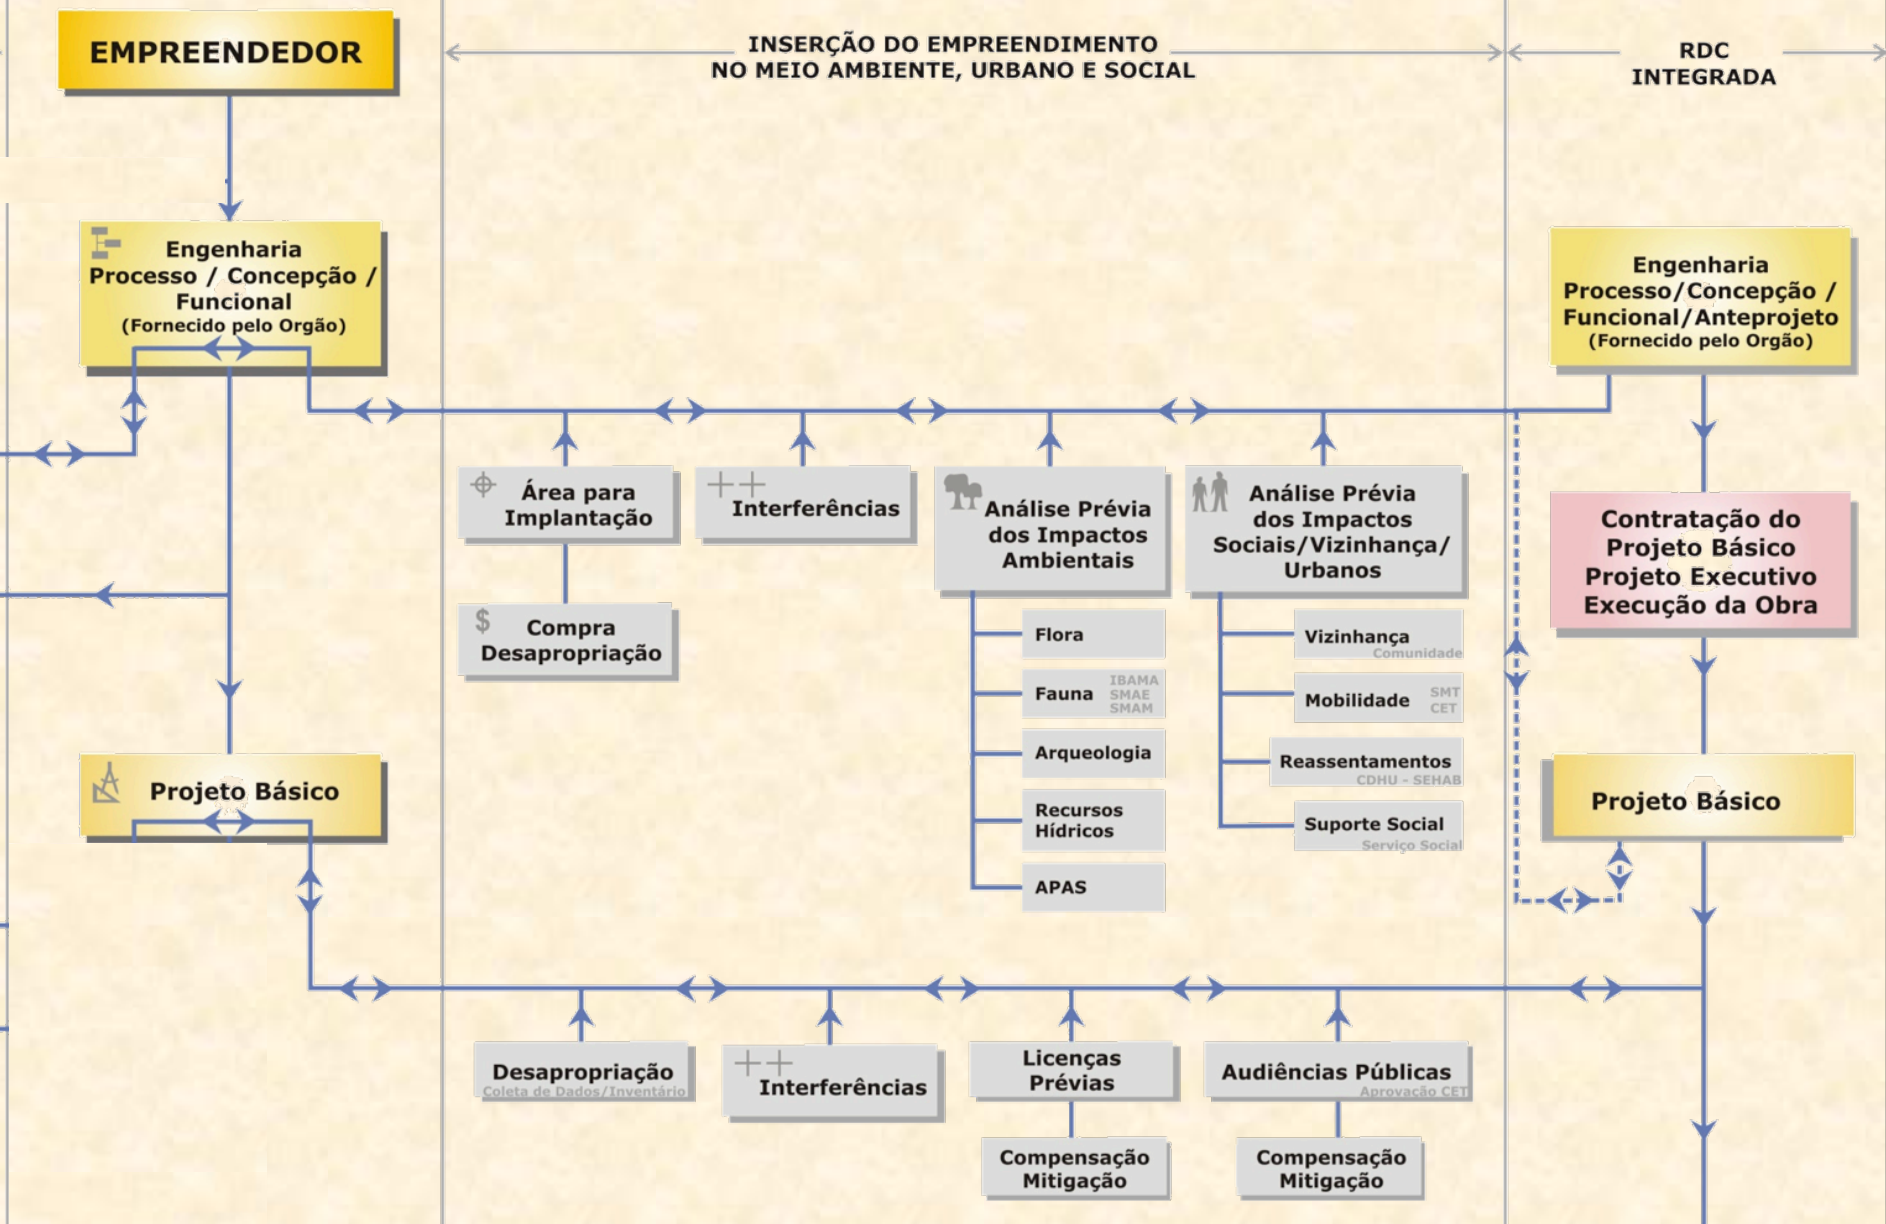 EMPREENDEDOR
INSERÇÃO DO EMPREENDIMENTO
NO MEIO AMBIENTE, URBANO E SOCIAL
RDC
INTEGRADA
Engenharia
Processo / Concepção /
Funcional
(Fornecido pelo Orgão)
Engenharia
Processo/Concepção /
Funcional/Anteprojeto
(Fornecido pelo Orgão)
Área para
Implantação
Interferências
Análise Prévia
dos Impactos
Ambientais
Análise Prévia
dos Impactos
Sociais/Vizinhança/
Urbanos
Contratação do
Projeto Básico
Projeto Executivo
Execução da Obra
$
Compra
Desapropriação
Flora
Fauna
IBAMA
SMAE
SMAM
Arqueologia
Recursos
Hídricos
APAS
Vizinhança
Comunidade
Mobilidade
SMT
CET
Reassentamentos
CDHU - SEHAB
Suporte Social
Serviço Social
Projeto Básico
Projeto Básico
Desapropriação
Coleta de Dados/Inventário
Interferências
Licenças
Prévias
Audiências Públicas
Aprovação CET
Compensação
Mitigação
Compensação
Mitigação